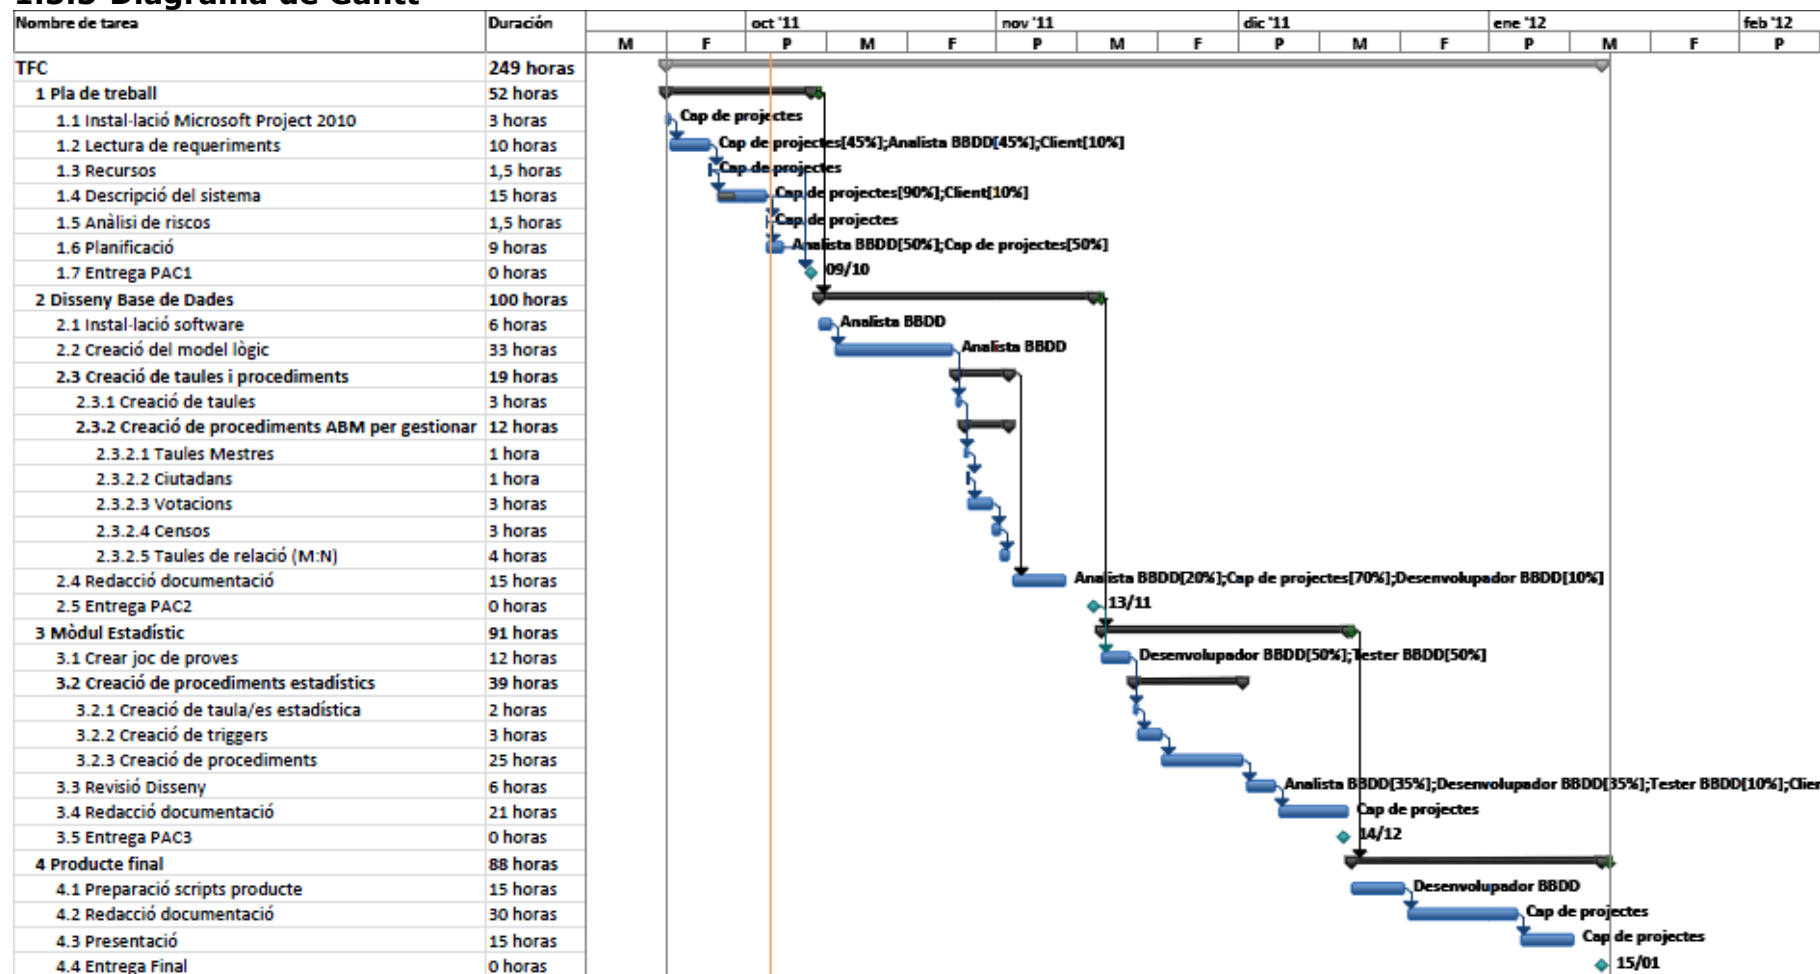 1.3.3 Diagrama de Gantt
Nombre de tarea Duración oct '11 nov '11 dic '11 ene '12 feb '12
M F P M F P M F P M F P M F P
TFC 249 horas
1 Pla de treball 52 horas
1.1 Instal·lació Microsoft Project 2010 3 horas Cap de projectes
1.2 Lectura de requeriments 10 horas Cap de projectes[45%];Analista BBDD[45%];Client[10%]
1.3 Recursos 1,5 horas Cap de projectes
1.4 Descripció del sistema 15 horas Cap de projectes[90%];Client[10%]
1.5 Anàlisi de riscos 1,5 horas Cap de projectes
1.6 Planificació 9 horas Analista BBDD[50%];Cap de projectes[50%]
1.7 Entrega PAC1 0 horas 09/10
2 Disseny Base de Dades 100 horas
2.1 Instal·lació software 6 horas Analista BBDD
2.2 Creació del model lògic 33 horas Analista BBDD
2.3 Creació de taules i procediments 19 horas
2.3.1 Creació de taules 3 horas
2.3.2 Creació de procediments ABM per gestionar 12 horas
2.3.2.1 Taules Mestres 1 hora
2.3.2.2 Ciutadans 1 hora
2.3.2.3 Votacions 3 horas
2.3.2.4 Censos 3 horas
2.3.2.5 Taules de relació (M:N) 4 horas
2.4 Redacció documentació 15 horas Analista BBDD[20%];Cap de projectes[70%];Desenvolupador BBDD[10%]
2.5 Entrega PAC2 0 horas 13/11
3 Mòdul Estadístic 91 horas
3.1 Crear joc de proves 12 horas Desenvolupador BBDD[50%];Tester BBDD[50%]
3.2 Creació de procediments estadístics 39 horas
3.2.1 Creació de taula/es estadística 2 horas
3.2.2 Creació de triggers 3 horas
3.2.3 Creació de procediments 25 horas
3.3 Revisió Disseny 6 horas Analista BBDD[35%];Desenvolupador BBDD[35%];Tester BBDD[10%];Clien
3.4 Redacció documentació 21 horas Cap de projectes
3.5 Entrega PAC3 0 horas 14/12
4 Producte final 88 horas
4.1 Preparació scripts producte 15 horas Desenvolupador BBDD
4.2 Redacció documentació 30 horas Cap de projectes
4.3 Presentació 15 horas Cap de projectes
4.4 Entrega Final 0 horas 15/01